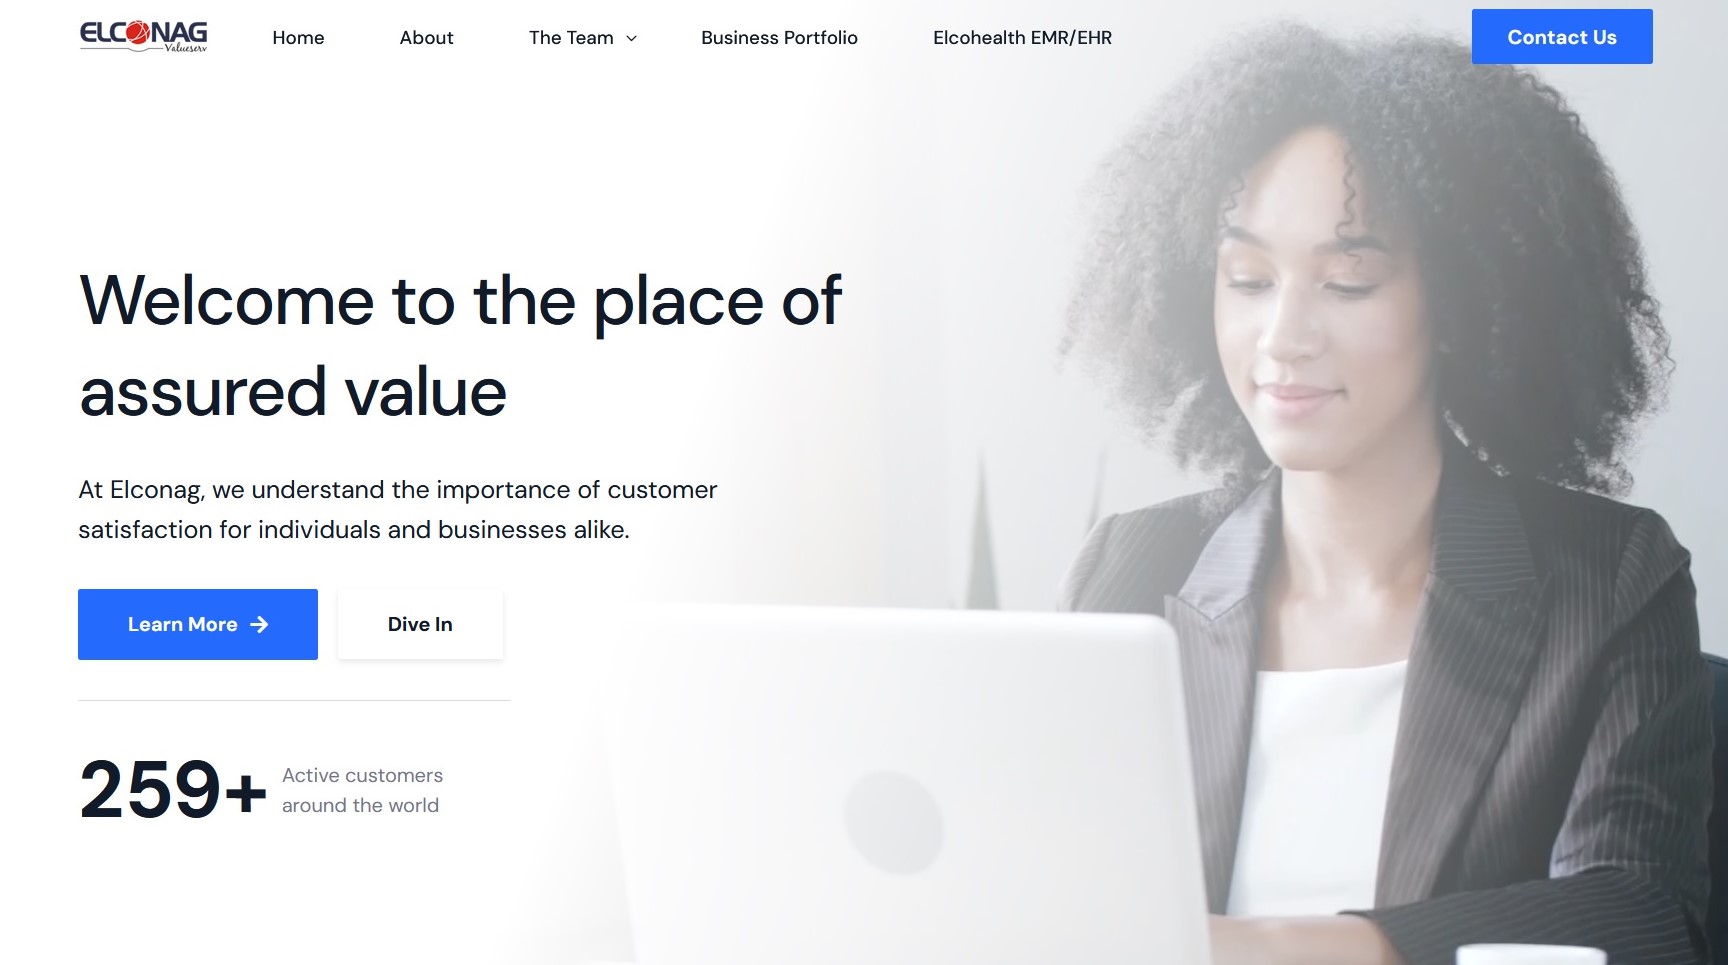 ELCONAG
Valueserv
Home
About
The Team
Business Portfolio
Elcohealth EMR/EHR
Contact Us
Welcome to the place of
assured value
At Elconag, we understand the importance of customer
satisfaction for individuals and businesses alike.
Learn More
Dive In
259+
Active customers
around the world